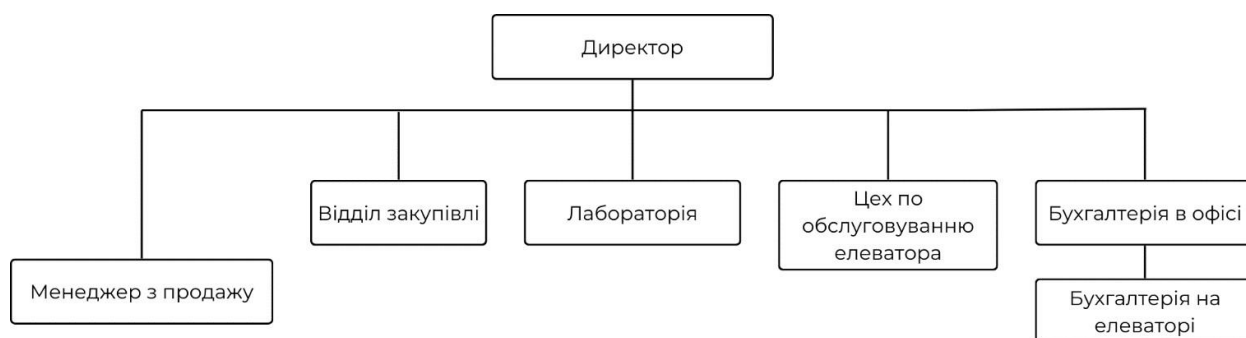 Директор
Відділ закупівлі
Лабораторія
Цех по
обслуговуванню
елеватора
Бухгалтерія в офісі
Менеджер з продажу
Бухгалтерія на
елеваторі